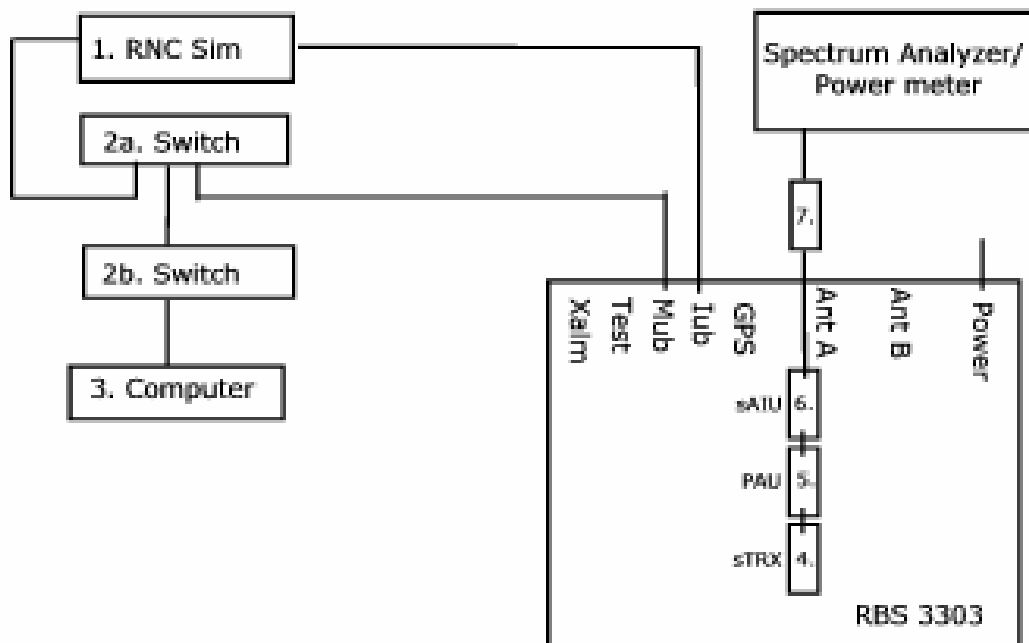 1. RNC Sim
Spectrum Analyzer/
Power meter
2a. Switch
7.
2b. Switch
Xalm
Test
Mub
Iub
GPS
Ant A
Ant B
Power
3. Computer
sAIU 6.
PAU 5.
sTRX 4.
RBS 3303